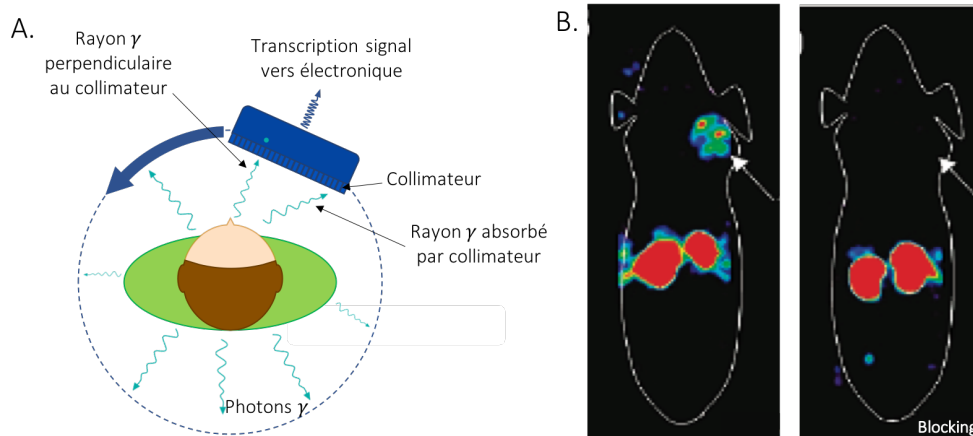 A.
Rayon γ
perpendiculaire
au collimateur
Transcription signal
vers électronique
Collimateur
Rayon γ absorbé
par collimateur
Photons γ
B.
Blocking